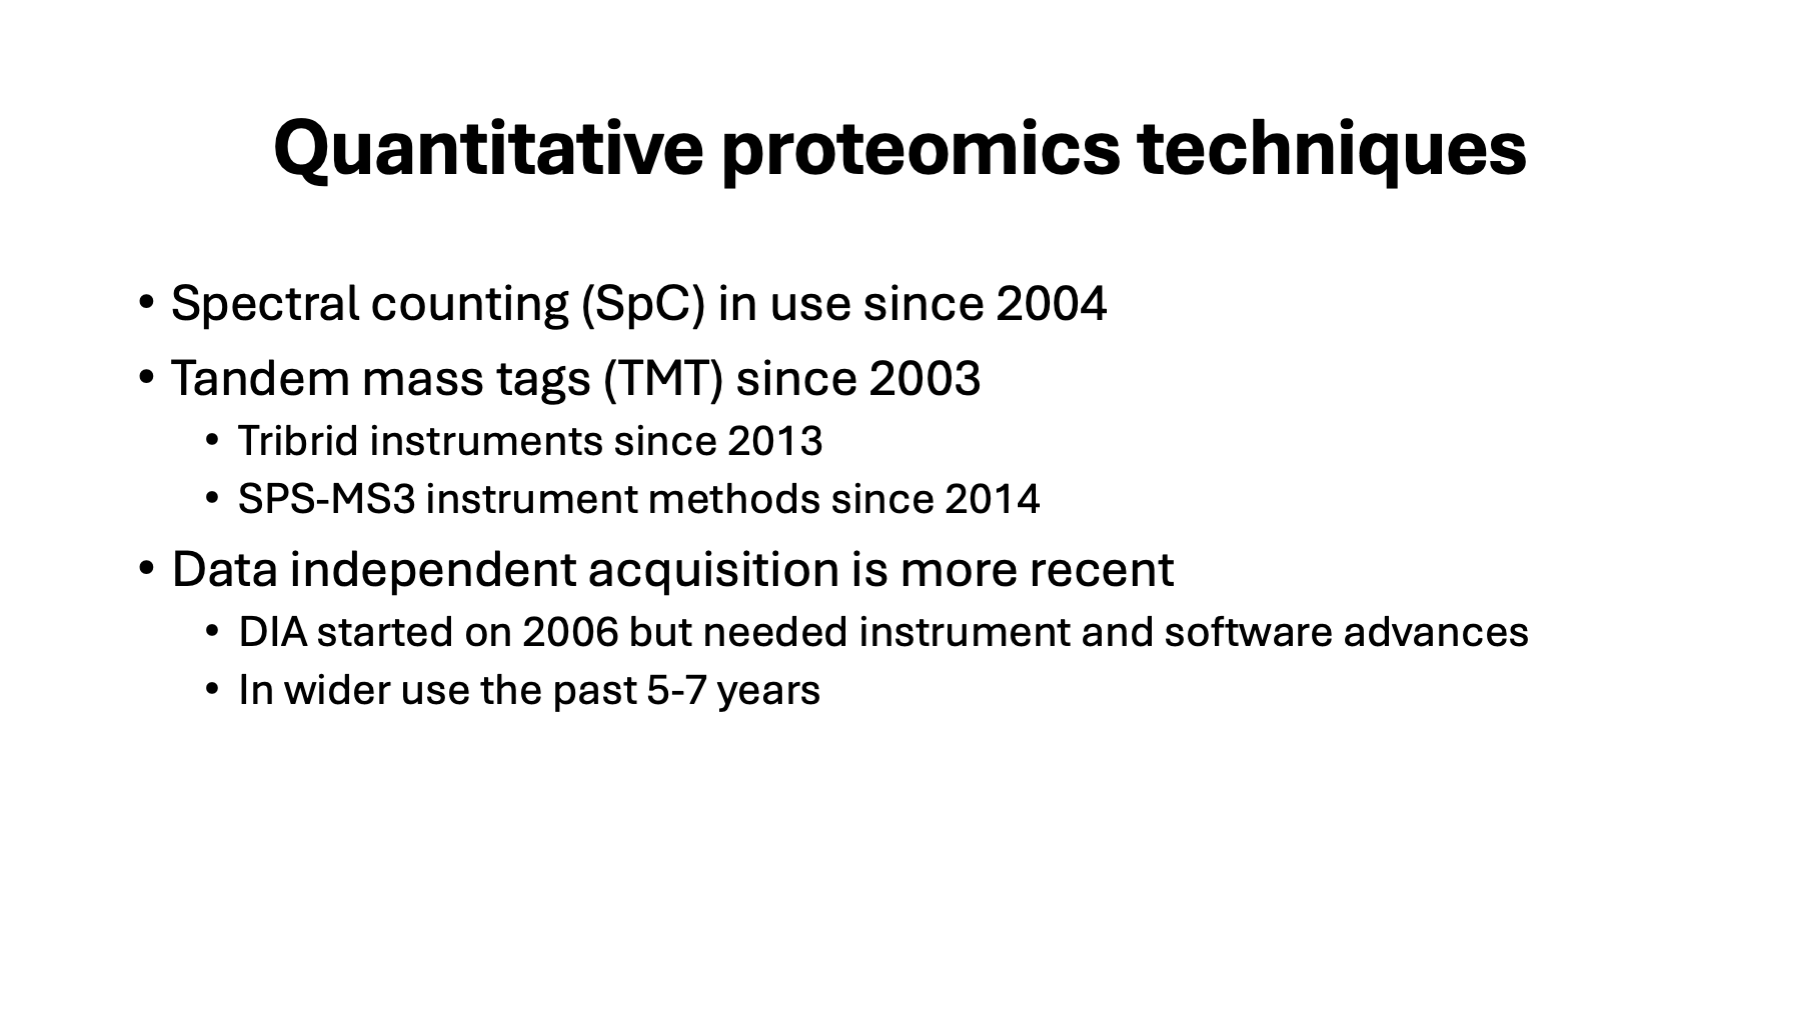 Quantitative proteomics techniques
• Spectral counting (SpC) in use since 2004
• Tandem mass tags (TMT) since 2003
• Tribrid instruments since 2013
• SPS-MS3 instrument methods since 2014
• Data independent acquisition is more recent
• DIA started on 2006 but needed instrument and software advances
• In wider use the past 5-7 years